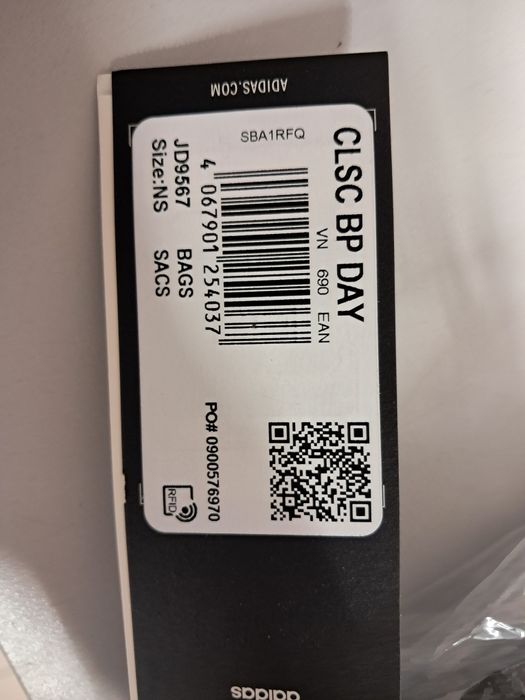 ADIDAS.COM
CLSC BP DAY
VN 690 EAN
SBA1RFQ
4 067901 254037
JD9567 BAGS
Size:NS SACS
PO# 0900576970
RFID
adidas